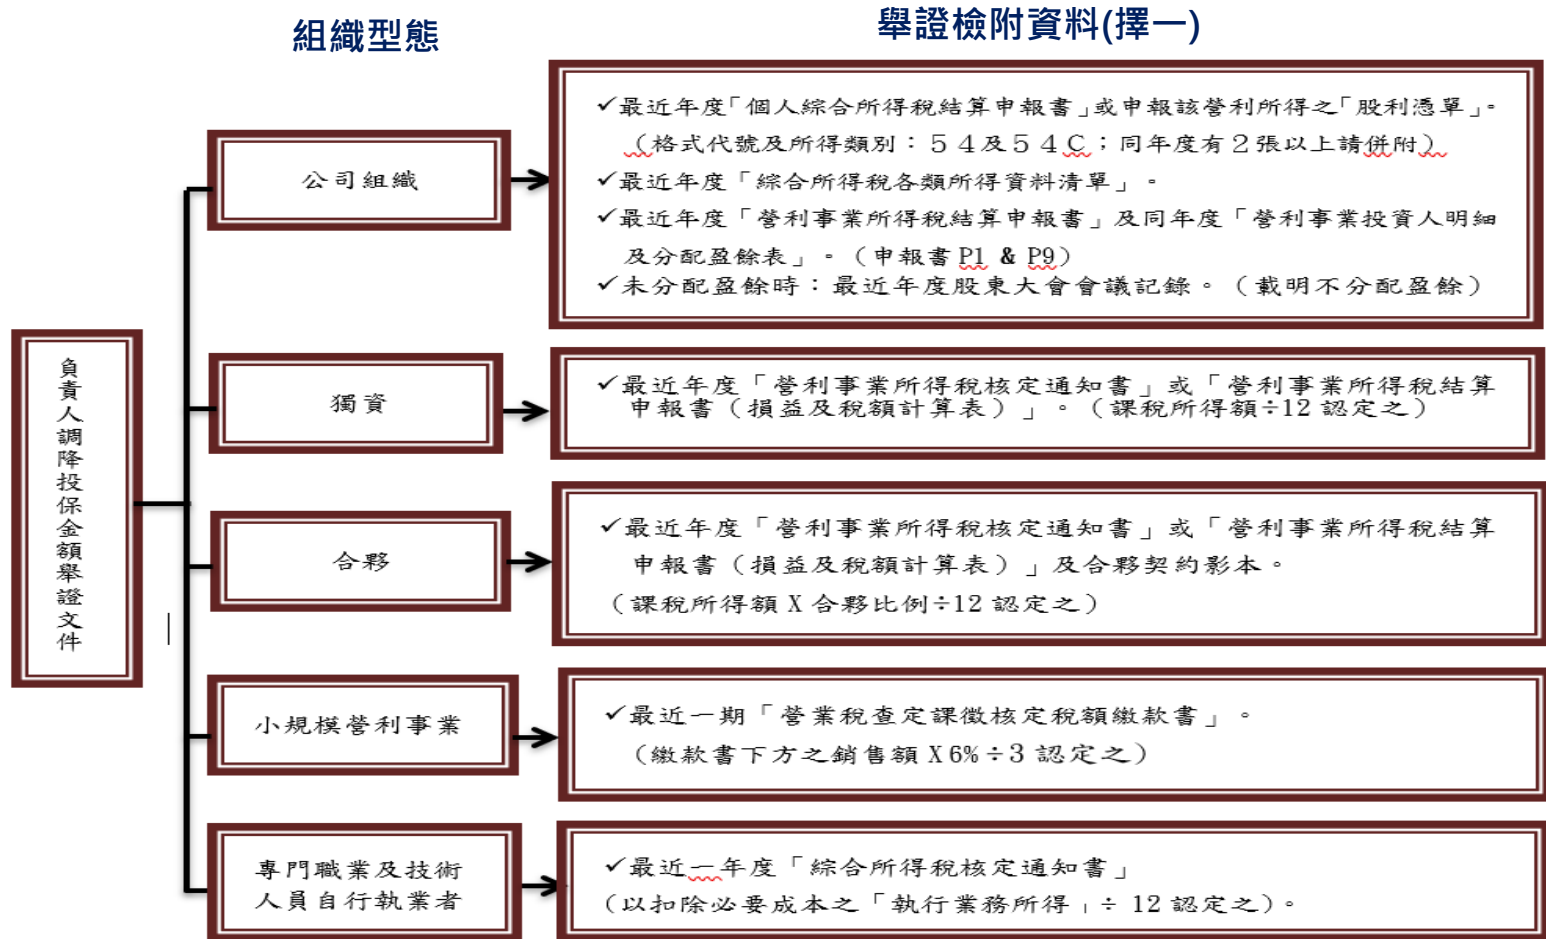 組織型態
舉證檢附資料(擇一)
負責人調降投保金額舉證文件
公司組織
✓最近年度「個人綜合所得稅結算申報書」或申報該營利所得之「股利憑單」。
（格式代號及所得類別：５４及５４Ｃ；同年度有２張以上請併附）
✓最近年度「綜合所得稅各類所得資料清單」。
✓最近年度「營利事業所得稅結算申報書」及同年度「營利事業投資人明細
及分配盈餘表」。（申報書 P1 & P9）
✓未分配盈餘時：最近年度股東大會會議記錄。（載明不分配盈餘）
獨資
✓最近年度「營利事業所得稅核定通知書」或「營利事業所得稅結算
申報書（損益及稅額計算表）」。（課稅所得額÷12 認定之）
合夥
✓最近年度「營利事業所得稅核定通知書」或「營利事業所得稅結算
申報書（損益及稅額計算表）」及合夥契約影本。
（課稅所得額 X 合夥比例÷12 認定之）
小規模營利事業
✓最近一期「營業稅查定課徵核定稅額繳款書」。
（繳款書下方之銷售額 X 6% ÷ 3 認定之）
專門職業及技術
人員自行執業者
✓最近一年度「綜合所得稅核定通知書」
(以扣除必要成本之「執行業務所得」÷ 12 認定之)。